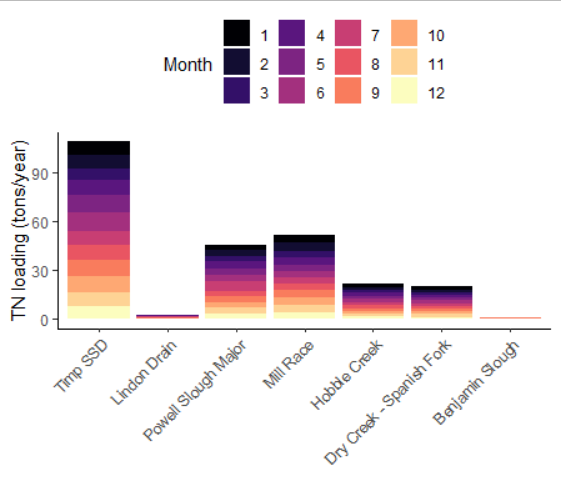 Month
1 4 7 10
2 5 8 11
3 6 9 12
TN loading (tons/year)
90
60
30
0
Timp SSD
Lindon Drain
Powell Slough Major
Mill Race
Hobble Creek
Dry Creek - Spanish Fork
Benjamin Slough